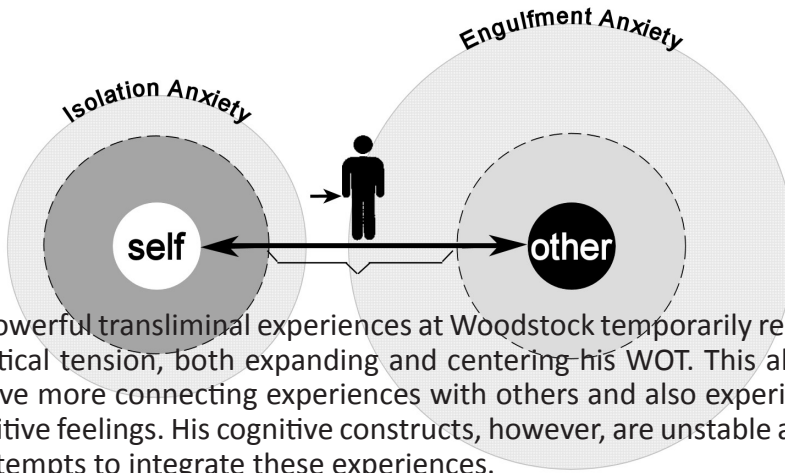 Engulfment Anxiety
Isolation Anxiety
self
other
owerful transliminal experiences at Woodstock temporarily re
tical tension, both expanding and centering his WOT. This al
ve more connecting experiences with others and also experi
itive feelings. His cognitive constructs, however, are unstable a
tempts to integrate these experiences.